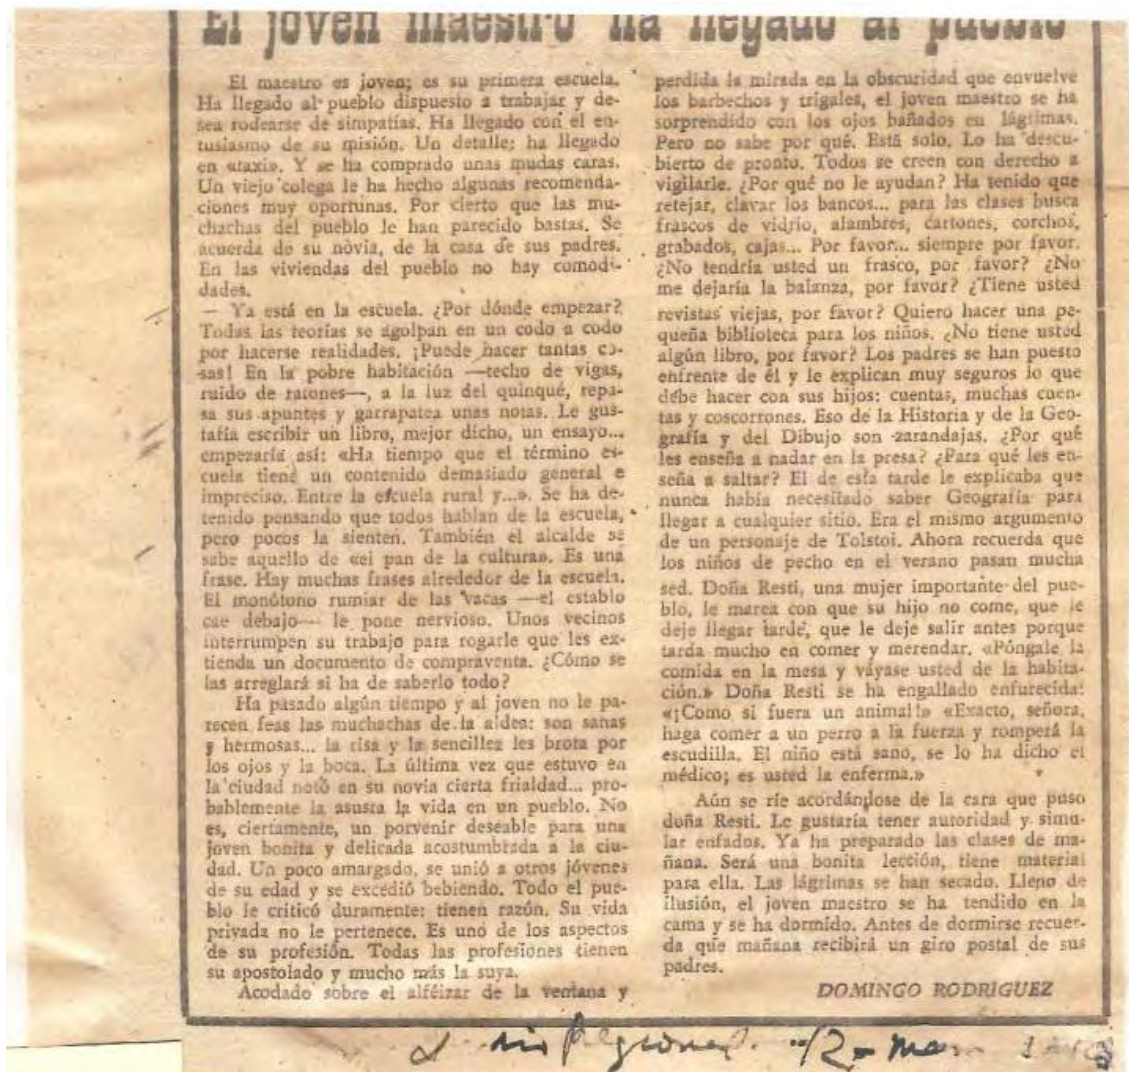 El joven maestro ha llegado al pueblo
El maestro es joven; es su primera escuela.
Ha llegado al pueblo dispuesto a trabajar y de-
sea rodearse de simpatías. Ha llegado con el en-
tusiasmo de su misión. Un detalle; ha llegado
en «taxi». Y se ha comprado unas mudas caras.
Un viejo colega le ha hecho algunas recomenda-
ciones muy oportunas. Por cierto que las mu-
chachas del pueblo le han parecido bastas. Se
acuerda de su novia, de la casa de sus padres.
En las viviendas del pueblo no hay comodi-
dades.
— Ya está en la escuela. ¿Por dónde empezar?
Todas las teorías se agolpan en un codo a codo
por hacerse realidades. ¡Puede hacer tantas co-
sas! En la pobre habitación —techo de vigas,
ruido de ratones—, a la luz del quinqué, repa-
sa sus apuntes y garrapatea unas notas. Le gus-
taría escribir un libro, mejor dicho, un ensayo...
empezaría así: «Ha tiempo que el término es-
cuela tiene un contenido demasiado general e
impreciso. Entre la escuela rural y...». Se ha de-
tenido pensando que todos hablan de la escuela,
pero pocos la sienten. También el alcalde se
sabe aquello de «el pan de la cultura». Es una
frase. Hay muchas frases alrededor de la escuela.
El monótono rumiar de las vacas —el establo
cae debajo— le pone nervioso. Unos vecinos
interrumpen su trabajo para rogarle que les ex-
tienda un documento de compraventa. ¿Cómo se
las arreglará si ha de saberlo todo?
Ha pasado algún tiempo y al joven no le pa-
recen feas las muchachas de la aldea: son sanas
y hermosas... la risa y la sencillez les brota por
los ojos y la boca. La última vez que estuvo en
la ciudad notó en su novia cierta frialdad... pro-
bablemente la asusta la vida en un pueblo. No
es, ciertamente, un porvenir deseable para una
joven bonita y delicada acostumbrada a la ciu-
dad. Un poco amargado, se unió a otros jóvenes
de su edad y se excedió bebiendo. Todo el pue-
blo le criticó duramente: tienen razón. Su vida
privada no le pertenece. Es uno de los aspectos
de su profesión. Todas las profesiones tienen
su apostolado y mucho más la suya.
Acodado sobre el alféizar de la ventana y
perdida la mirada en la obscuridad que envuelve
los barbechos y trigales, el joven maestro se ha
sorprendido con los ojos bañados en lágrimas.
Pero no sabe por qué. Está solo. Lo ha descu-
bierto de pronto. Todos se creen con derecho a
vigilarle. ¿Por qué no le ayudan? Ha tenido que
retejar, clavar los bancos... para las clases busca
frascos de vidrio, alambres, cartones, corchos,
grabados, cajas... Por favor... siempre por favor.
¿No tendría usted un frasco, por favor? ¿No
me dejaría la balanza, por favor? ¿Tiene usted
revistas viejas, por favor? Quiero hacer una pe-
queña biblioteca para los niños. ¿No tiene usted
algún libro, por favor? Los padres se han puesto
enfrente de él y le explican muy seguros lo que
debe hacer con sus hijos: cuentas, muchas cuen-
tas y coscorrones. Eso de la Historia y de la Geo-
grafía y del Dibujo son zarandajas. ¿Por qué
les enseña a nadar en la presa? ¿Para qué les en-
seña a saltar? El de esta tarde le explicaba que
nunca había necesitado saber Geografía para
llegar a cualquier sitio. Era el mismo argumento
de un personaje de Tolstoi. Ahora recuerda que
los niños de pecho en el verano pasan mucha
sed. Doña Resti, una mujer importante del pue-
blo, le marea con que su hijo no come, que le
deje llegar tarde, que le deje salir antes porque
tarda mucho en comer y merendar. «Póngale la
comida en la mesa y váyase usted de la habita-
ción.» Doña Resti se ha engallado enfurecida:
«¡Como si fuera un animal!» «Exacto, señora,
haga comer a un perro a la fuerza y romperá la
escudilla. El niño está sano, se lo ha dicho el
médico; es usted la enferma.»
Aún se ríe acordándose de la cara que puso
doña Resti. Le gustaría tener autoridad y simu-
lar enfados. Ya ha preparado las clases de ma-
ñana. Será una bonita lección, tiene material
para ella. Las lágrimas se han secado. Lleno de
ilusión, el joven maestro se ha tendido en la
cama y se ha dormido. Antes de dormirse recuer-
da que mañana recibirá un giro postal de sus
padres.
DOMINGO RODRIGUEZ